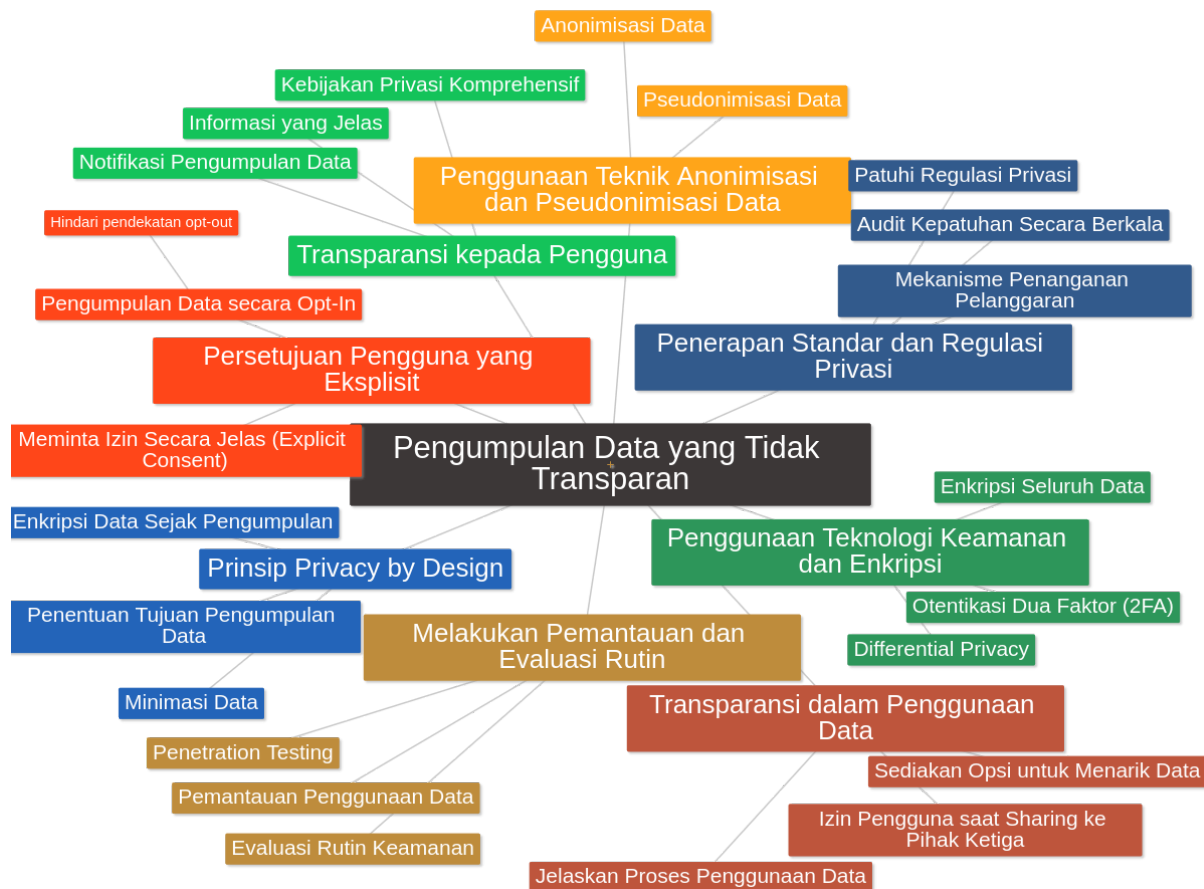 Anonimisasi Data
Kebijakan Privasi Komprehensif
Pseudonimisasi Data
Informasi yang Jelas
Notifikasi Pengumpulan Data
Penggunaan Teknik Anonimisasi
dan Pseudonimisasi Data
Patuhi Regulasi Privasi
Hindari pendekatan opt-out
Audit Kepatuhan Secara Berkala
Transparansi kepada Pengguna
Mekanisme Penanganan
Pelanggaran
Pengumpulan Data secara Opt-In
Persetujuan Pengguna yang
Eksplisit
Penerapan Standar dan Regulasi
Privasi
Meminta Izin Secara Jelas (Explicit
Consent)
Pengumpulan Data yang Tidak
Transparan
Enkripsi Seluruh Data
Enkripsi Data Sejak Pengumpulan
Penggunaan Teknologi Keamanan
dan Enkripsi
Prinsip Privacy by Design
Otentikasi Dua Faktor (2FA)
Penentuan Tujuan Pengumpulan
Data
Melakukan Pemantauan dan
Evaluasi Rutin
Differential Privacy
Minimasi Data
Transparansi dalam Penggunaan
Data
Penetration Testing
Sediakan Opsi untuk Menarik Data
Pemantauan Penggunaan Data
Izin Pengguna saat Sharing ke
Pihak Ketiga
Evaluasi Rutin Keamanan
Jelaskan Proses Penggunaan Data